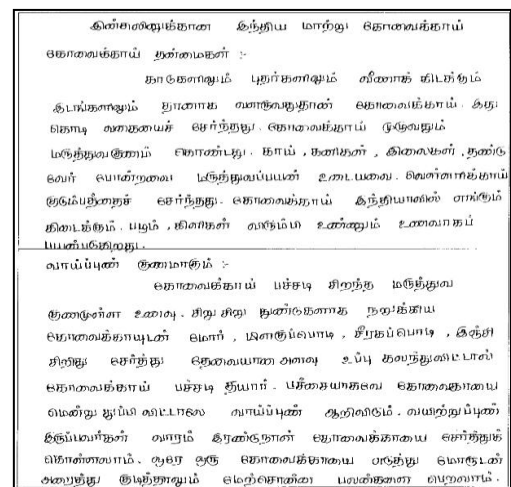 இன்சுலினுக்கான இந்திய மாற்று கோவைக்காய்
கோவைக்காய் தன்மைகள் :-
காடுகளிலும் புதர்களிலும் வீணாக கிடக்கும்
இடங்களிலும் தானாக வளருவதுதான் கோவைக்காய். இது
கொடி வகையைச் சேர்ந்தது. கோவைக்காய் முழுவதும்
மருத்துவகுணம் கொண்டது. காய், கனிகள், இலைகள், தண்டு
வேர் போன்றவை மருத்துவப்பயன் உடையவை. வெள்ளரிக்காய்
குடும்பத்தைச் சேர்ந்தது. கோவைக்காய் இந்தியாவில் எங்கும்
கிடைக்கும். பழம், கிளிகள் விரும்பி உண்ணும் உணவாகப்
பயன்படுகிறது.
வாய்ப்புண் குணமாகும் :-
கோவைக்காய் பச்சடி சிறந்த மருத்துவ
குணமுள்ள உணவு. சிறு சிறு துண்டுகளாக நறுக்கிய
கோவைக்காயுடன் மோர், மிளகுப்பொடி, சீரகப்பொடி, இஞ்சி
சிறிது சேர்த்து தேவையான அளவு உப்பு கலந்துவிட்டால்
கோவைக்காய் பச்சடி தயார். பச்சையாகவே கோவைகாயை
மென்று துப்பி விட்டாலே வாய்ப்புண் ஆறிவிடும். வயிற்றுப்புண்
இருப்பவர்கள் வாரம் இரண்டுநாள் கோவைக்காயை சேர்த்துக்
கொள்ளலாம். ஒரே ஒரு கோவைக்காயை எடுத்து மோருடன்
அரைத்து குடித்தாலும் மேற்சொன்ன பலன்களை பெறலாம்.